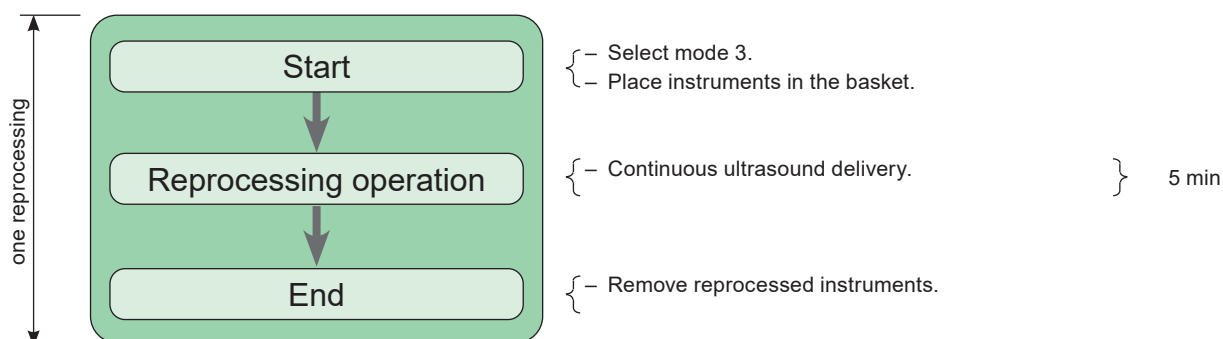 one reprocessing
Start
– Select mode 3.
– Place instruments in the basket.
Reprocessing operation
– Continuous ultrasound delivery.
5 min
End
– Remove reprocessed instruments.